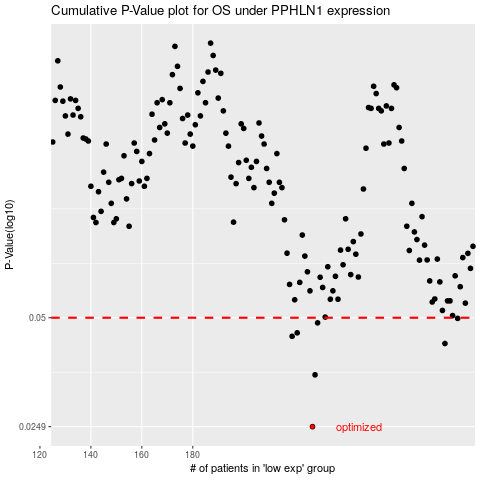 Cumulative P-Value plot for OS under PPHLN1 expression
P-Value(log10)
0.05
0.0249
optimized
120 140 160 180
# of patients in 'low exp' group